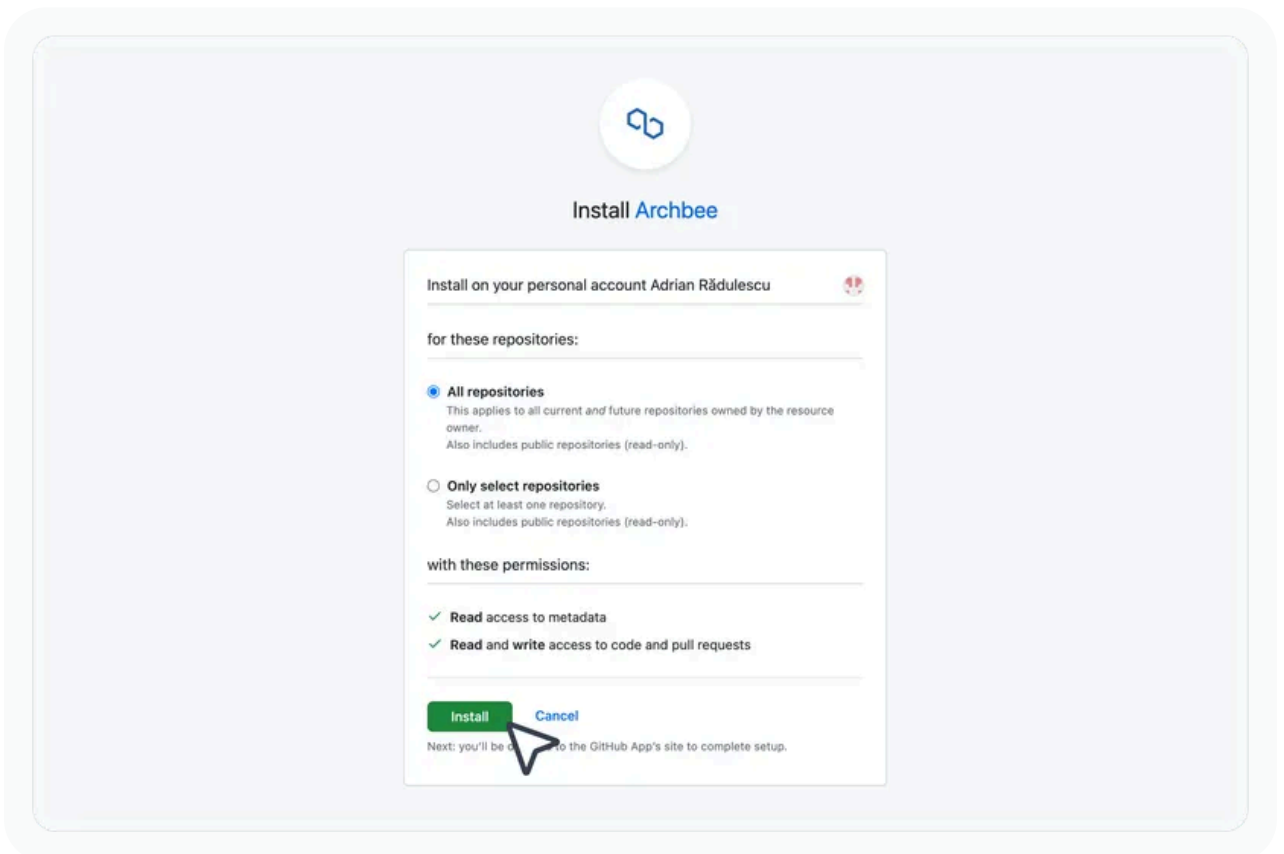 Install Archbee
Install on your personal account Adrian Rădulescu
for these repositories:
All repositories
This applies to all current and future repositories owned by the resource
owner.
Also includes public repositories (read-only).
Only select repositories
Select at least one repository.
Also includes public repositories (read-only).
with these permissions:
Read access to metadata
Read and write access to code and pull requests
Install Cancel
Next: you'll be to the GitHub App's site to complete setup.